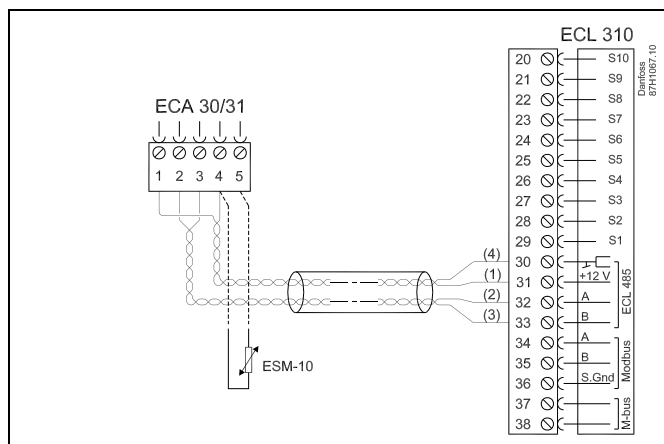 ECL 310
Danfoss
87H1067.10
ECA 30/31
1 2 3 4 5
20 S10
21 S9
22 S8
23 S7
24 S6
25 S5
26 S4
27 S3
28 S2
29 S1
(4) 30
(1) 31 +12 V
(2) 32 A
(3) 33 B
ECL 485
34 A
35 B
36 S.Gnd
Modbus
37
38
M-bus
ESM-10